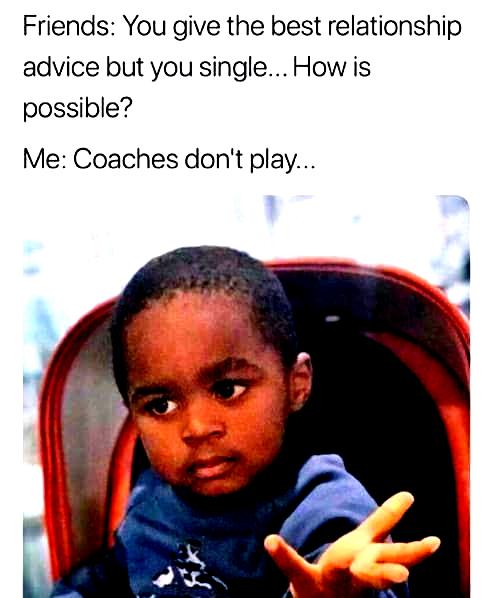 Friends: You give the best relationship
advice but you single... How is
possible?
Me: Coaches don't play...